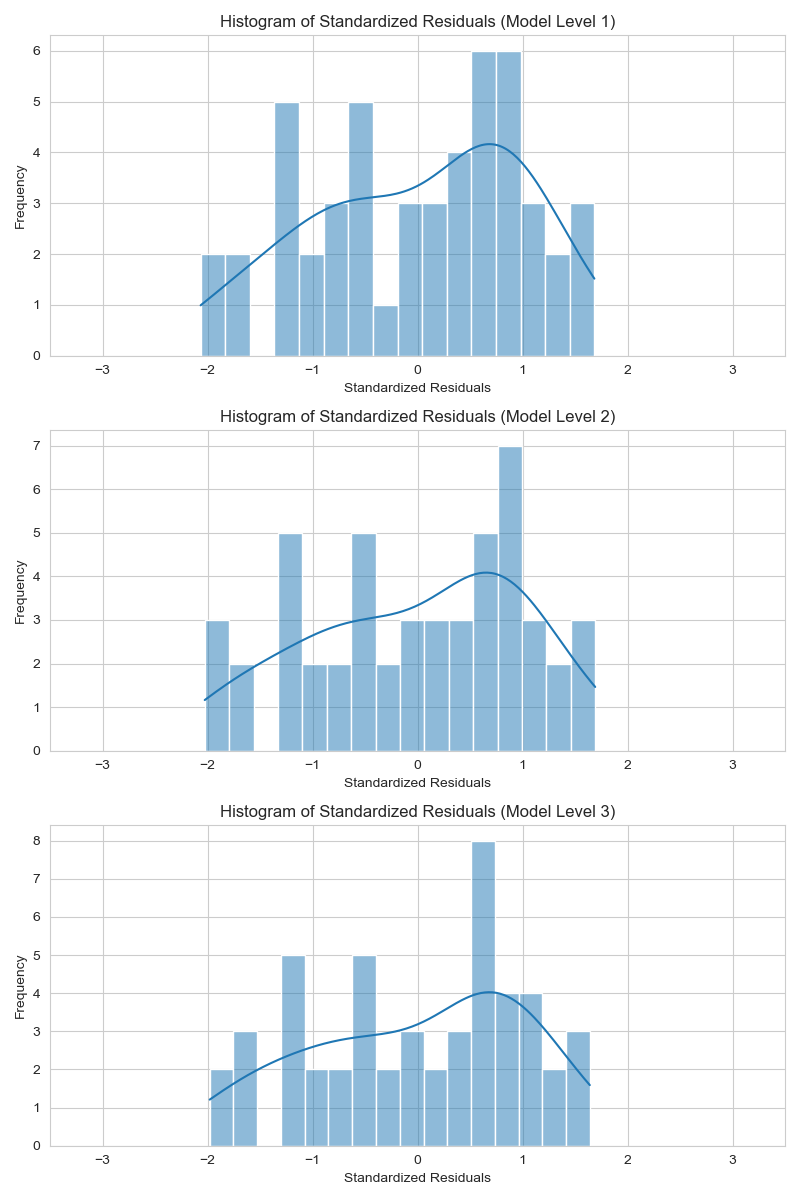 Histogram of Standardized Residuals (Model Level 1)
6
5
4
3
2
1
0
Frequency
−3 −2 −1 0 1 2 3
Standardized Residuals
Histogram of Standardized Residuals (Model Level 2)
7
6
5
4
3
2
1
0
Frequency
−3 −2 −1 0 1 2 3
Standardized Residuals
Histogram of Standardized Residuals (Model Level 3)
8
7
6
5
4
3
2
1
0
Frequency
−3 −2 −1 0 1 2 3
Standardized Residuals